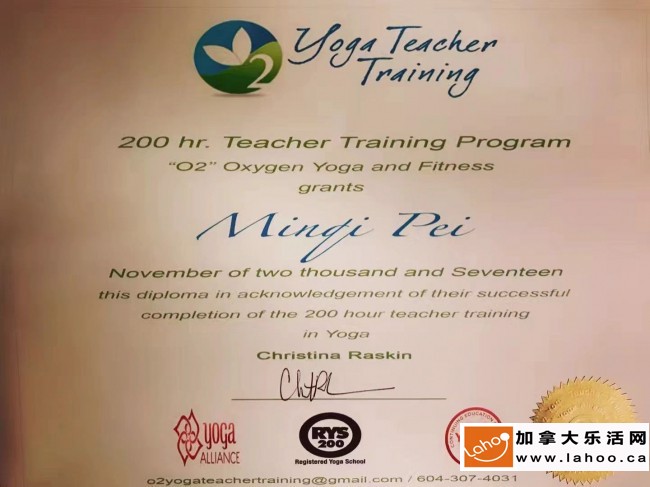 2
Yoga Teacher
Training
200 hr. Teacher Training Program
"O2" Oxygen Yoga and Fitness
grants
Minqi Pei
November of two thousand and Seventeen
this diploma in acknowledgement of their successful
completion of the 200 hour teacher training
in Yoga
Christina Raskin
yoga
ALLIANCE
RYS
200
Registered Yoga School
CONTINUING EDUCATION
o2yogateachertraining@gmail.com / 604-307-4031
Lahoo
加拿大乐活网
www.lahoo.ca